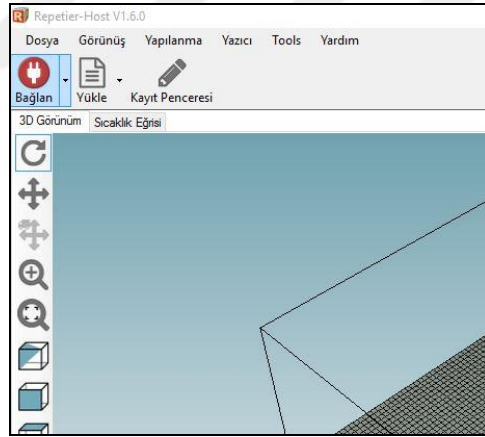 Repetier-Host V1.6.0
Dosya Görünüş Yapılanma Yazıcı Tools Yardım
Bağlan Yükle Kayıt Penceresi
3D Görünüm Sıcaklık Eğrisi